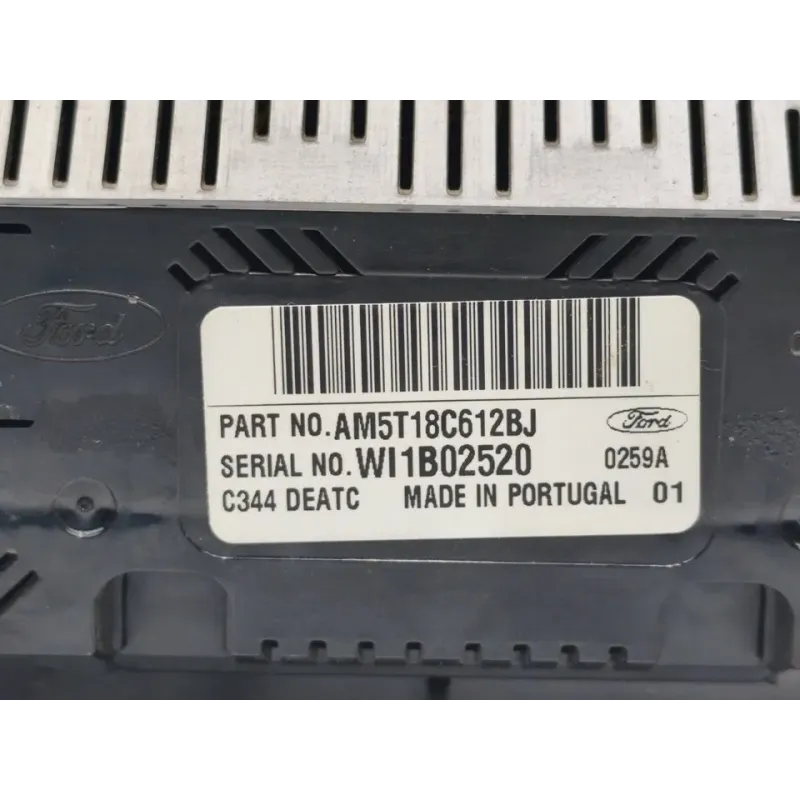 Ford
PART NO. AM5T18C612BJ Ford
SERIAL NO. WI1B02520 0259A
C344 DEATC MADE IN PORTUGAL 01